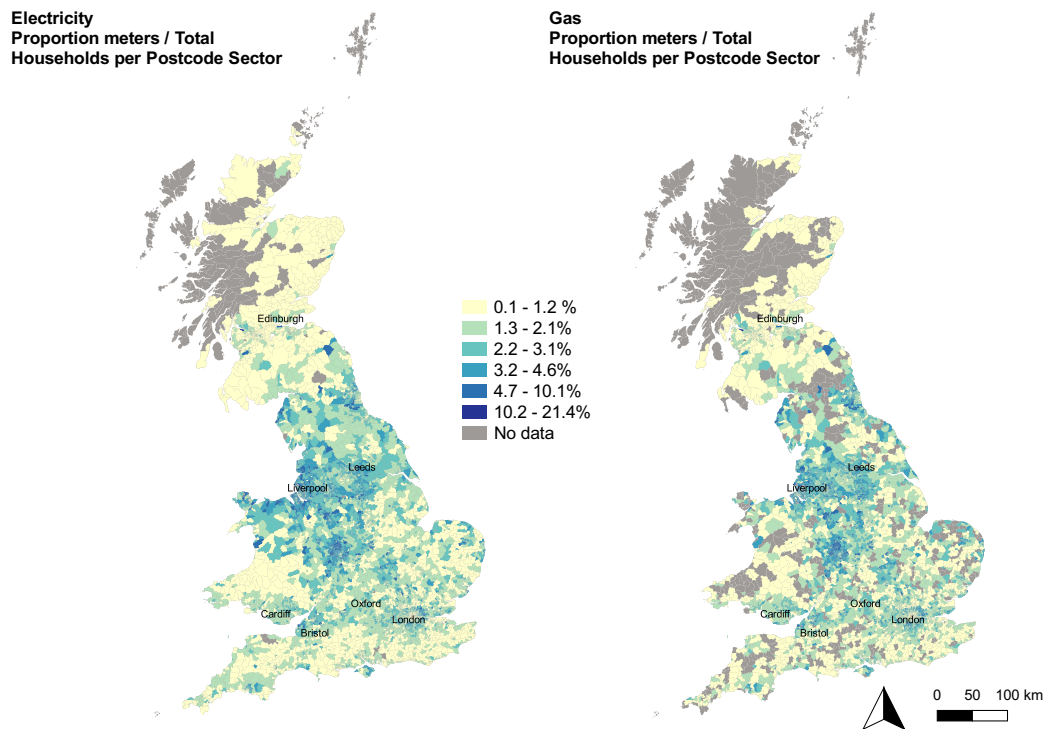 Electricity
Proportion meters / Total
Households per Postcode Sector
Gas
Proportion meters / Total
Households per Postcode Sector
0.1 - 1.2 %
1.3 - 2.1%
2.2 - 3.1%
3.2 - 4.6%
4.7 - 10.1%
10.2 - 21.4%
No data
Edinburgh
Leeds
Liverpool
Oxford
Cardiff
London
Bristol
Edinburgh
Leeds
Liverpool
Oxford
Cardiff
London
Bristol
0 50 100 km